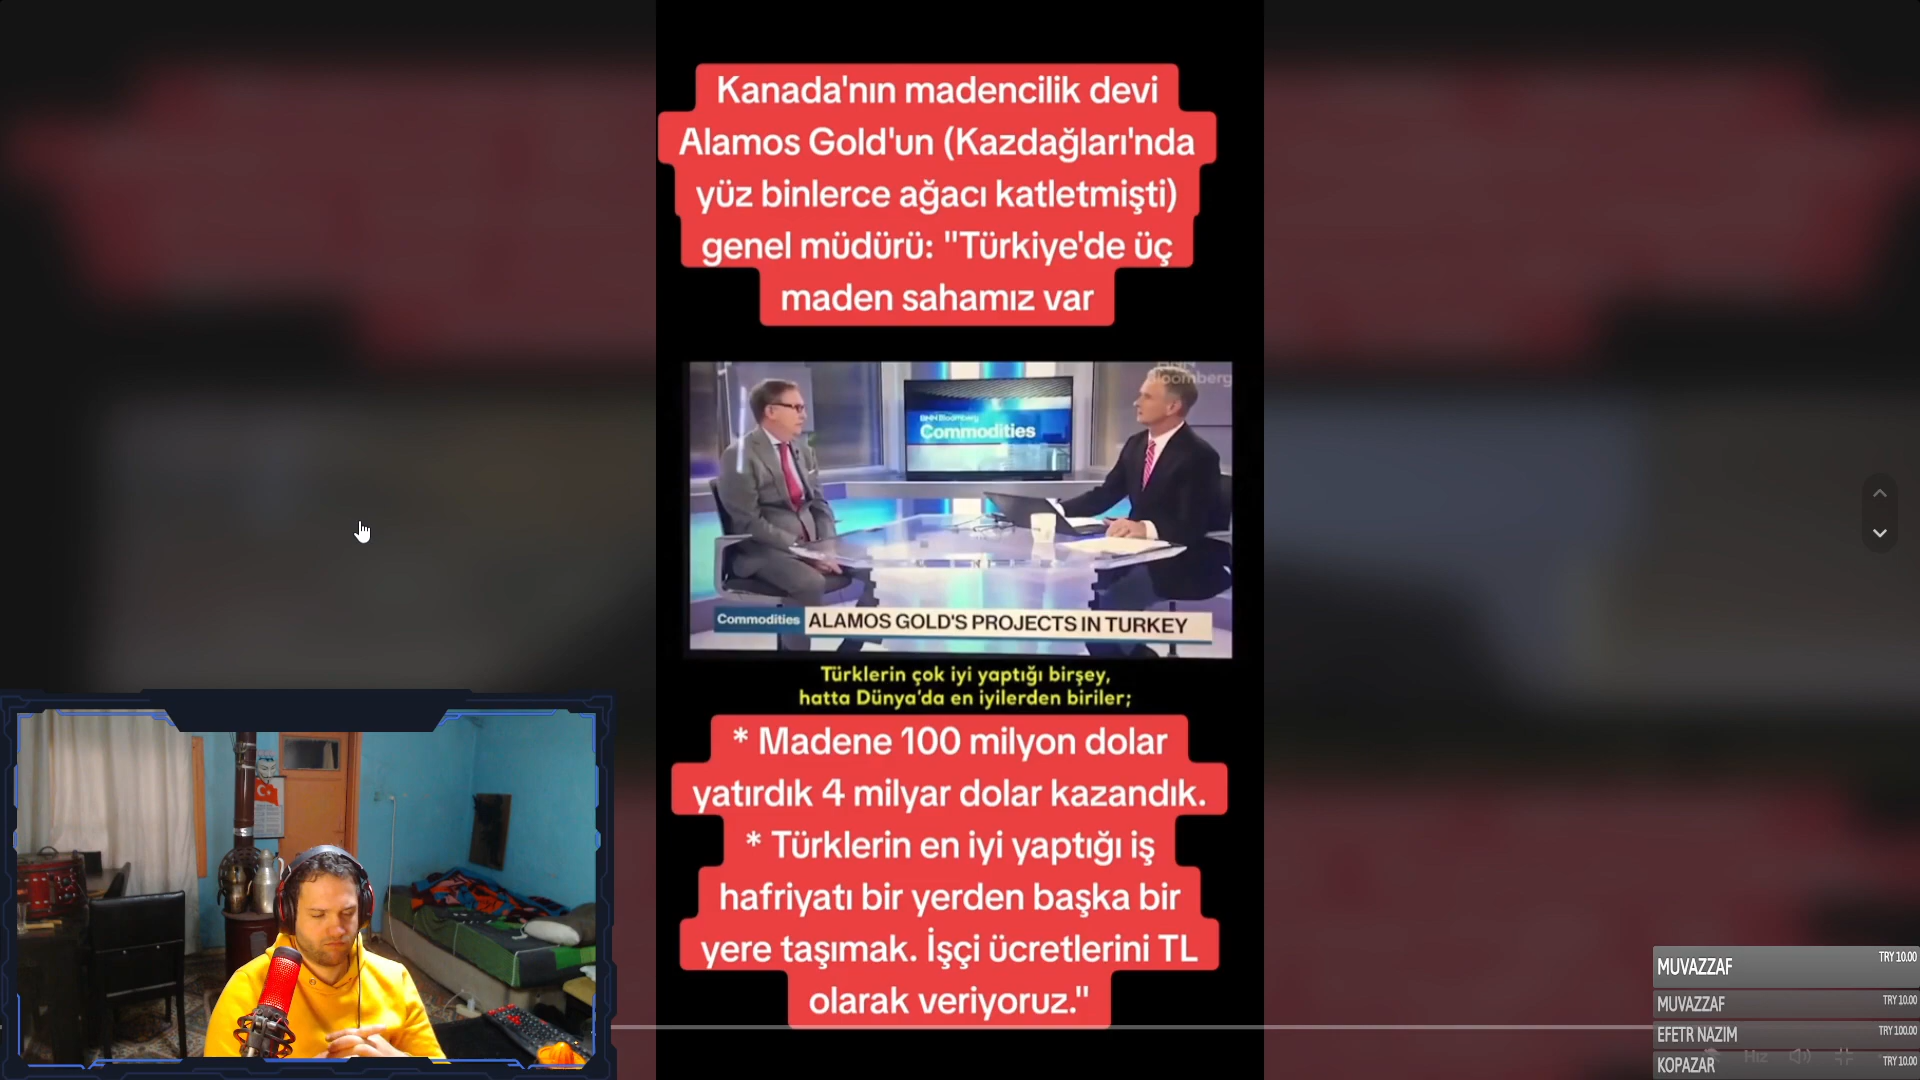 Kanada'nın madencilik devi
Alamos Gold'un (Kazdağları'nda
yüz binlerce ağacı katletmişti)
genel müdürü: "Türkiye'de üç
maden sahamız var
Bloomberg
BNN Bloomberg
Commodities
Commodities ALAMOS GOLD'S PROJECTS IN TURKEY
Türklerin çok iyi yaptığı birşey,
hatta Dünya'da en iyilerden biriler;
* Madene 100 milyon dolar
yatırdık 4 milyar dolar kazandık.
* Türklerin en iyi yaptığı iş
hafriyatı bir yerden başka bir
yere taşımak. İşçi ücretlerini TL
olarak veriyoruz."
MUVAZZAF TRY 10.00
MUVAZZAF TRY 10.00
EFETR NAZIM TRY 100.00
Hız
KOPAZAR TRY 10.00